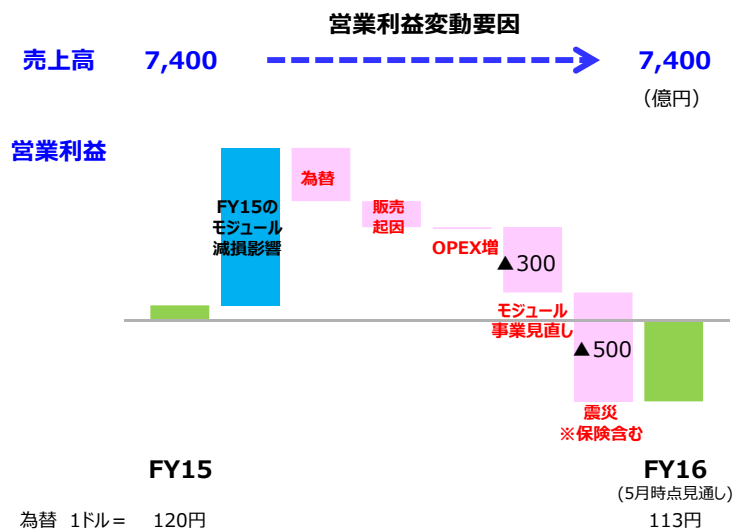 営業利益変動要因
売上高 7,400 7,400
（億円）
営業利益
為替
FY15の
モジュール
減損影響
販売
起因
OPEX増
▲300
モジュール
事業見直し
▲500
震災
※保険含む
FY15 FY16
(5月時点見通し)
為替 1ドル＝ 120円 113円